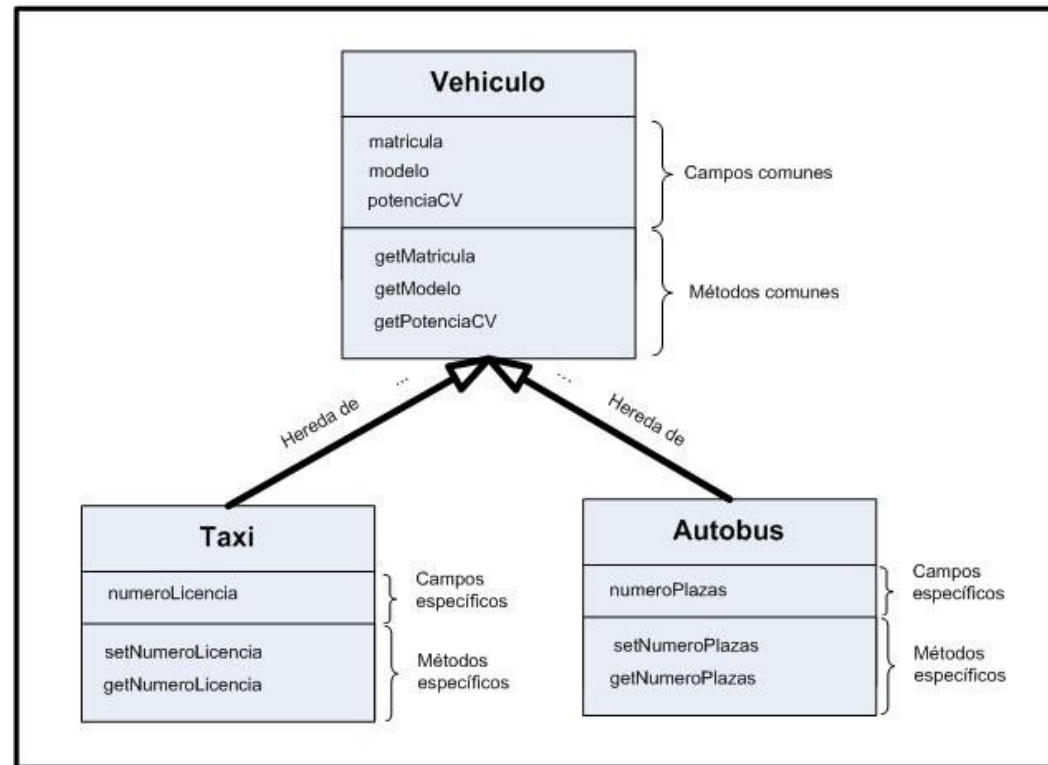 Vehiculo
matricula
modelo
potenciaCV
Campos comunes
getMatricula
getModelo
getPotenciaCV
Métodos comunes
...
...
Hereda de
Hereda de
Taxi
numeroLicencia
Campos
específicos
setNumeroLicencia
getNumeroLicencia
Métodos
específicos
Autobus
numeroPlazas
Campos
específicos
setNumeroPlazas
getNumeroPlazas
Métodos
específicos